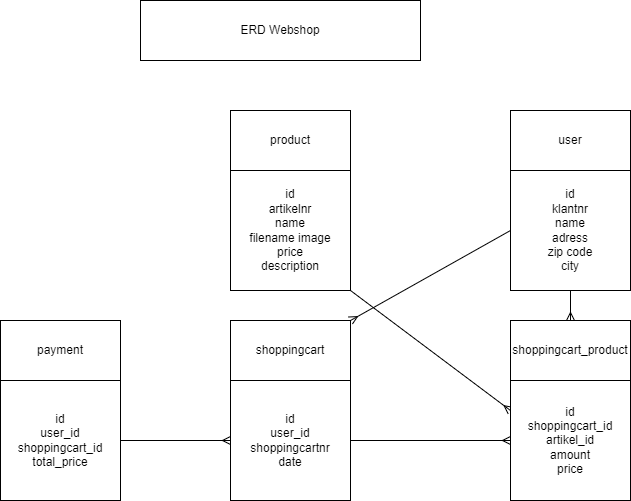 ERD Webshop
product
id
artikelnr
name
filename image
price
description
user
id
klantnr
name
adress
zip code
city
payment
id
user_id
shoppingcart_id
total_price
shoppingcart
id
user_id
shoppingcartnr
date
shoppingcart_product
id
shoppingcart_id
artikel_id
amount
price